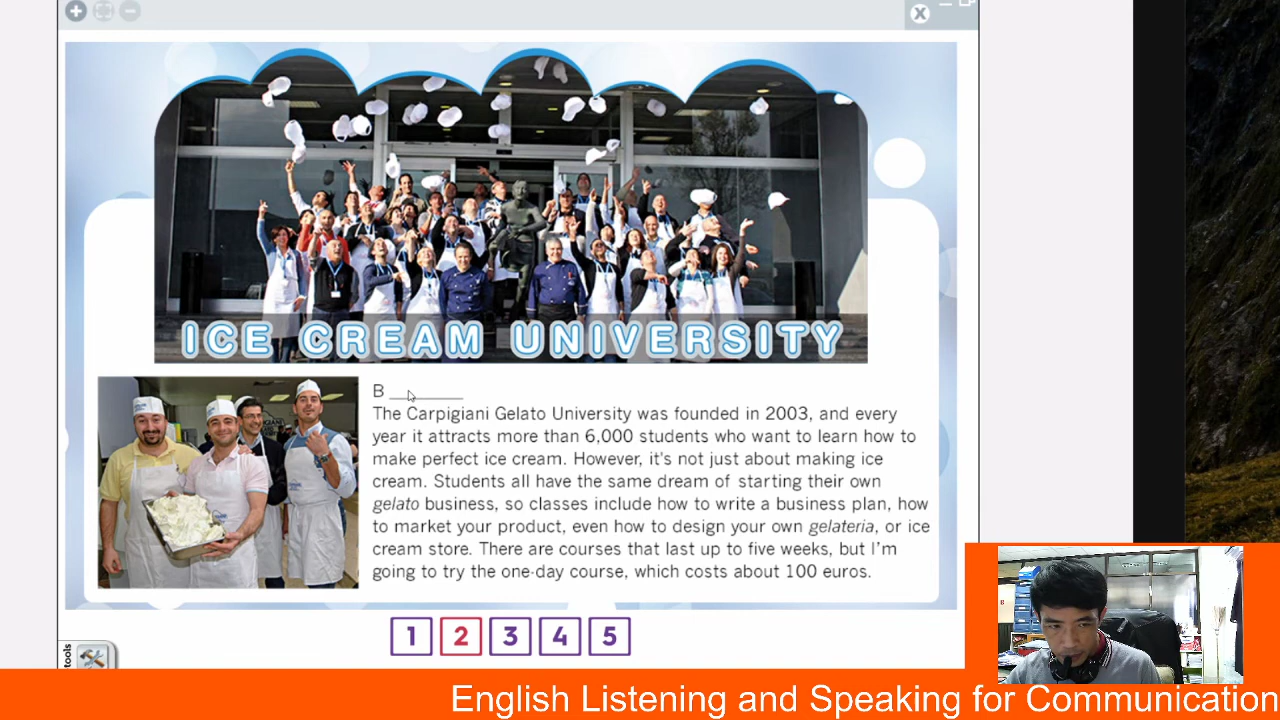 ICE CREAM UNIVERSITY
B ________
The Carpigiani Gelato University was founded in 2003, and every
year it attracts more than 6,000 students who want to learn how to
make perfect ice cream. However, it's not just about making ice
cream. Students all have the same dream of starting their own
gelato business, so classes include how to write a business plan, how
to market your product, even how to design your own gelateria, or ice
cream store. There are courses that last up to five weeks, but I'm
going to try the one-day course, which costs about 100 euros.
1 2 3 4 5
tools
English Listening and Speaking for Communication